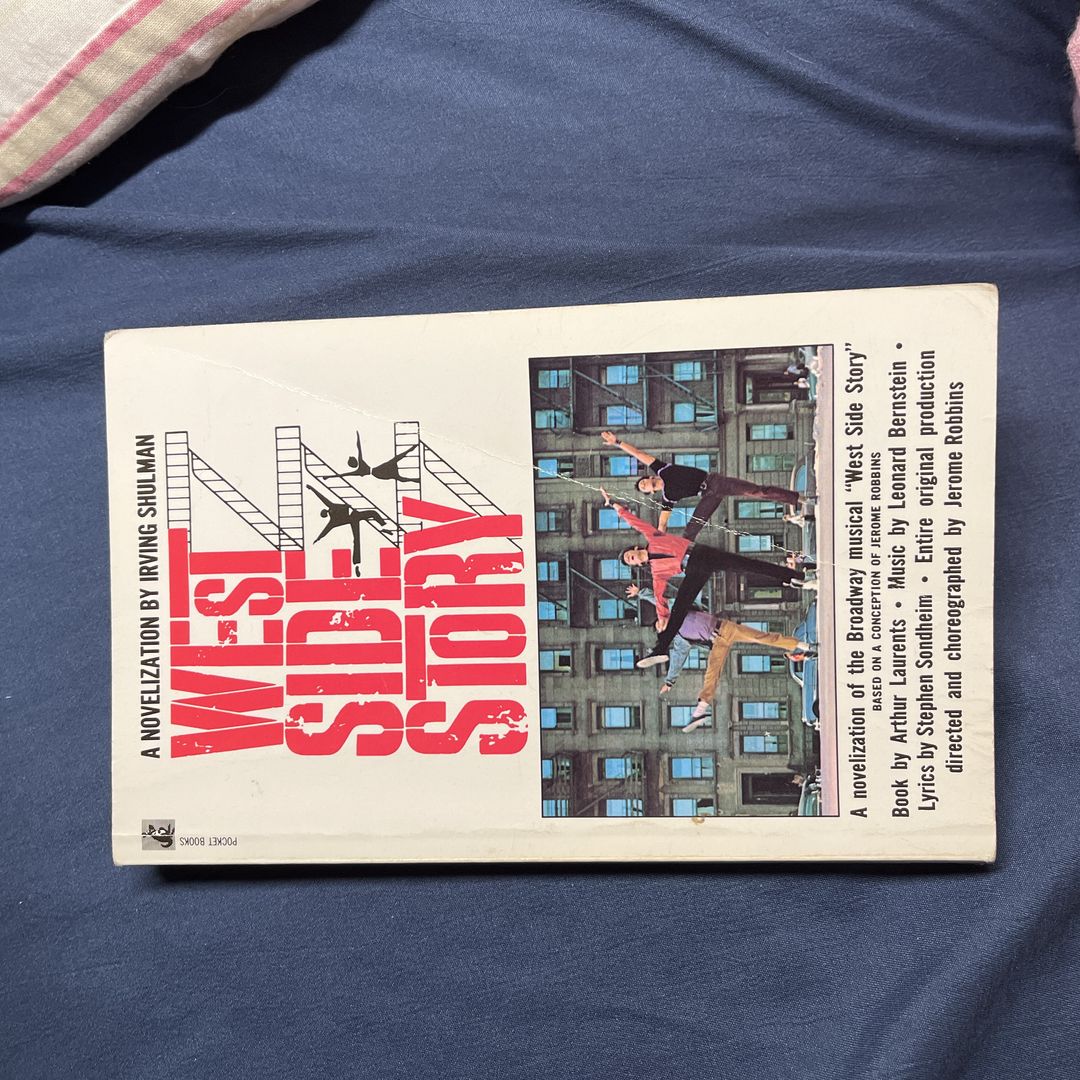 POCKET BOOKS
A NOVELIZATION BY IRVING SHULMAN
WEST
SIDE
STORY
A novelization of the Broadway musical "West Side Story"
BASED ON A CONCEPTION OF JEROME ROBBINS
Book by Arthur Laurents • Music by Leonard Bernstein •
Lyrics by Stephen Sondheim • Entire original production
directed and choreographed by Jerome Robbins